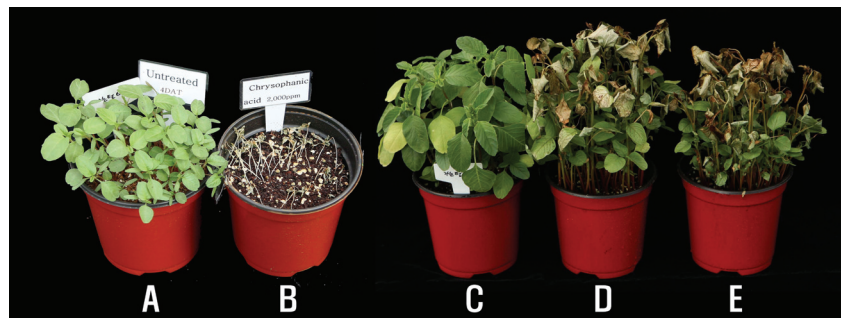 Untreated
4DAT
Chrysophanic
acid 2,000ppm
A B C D E